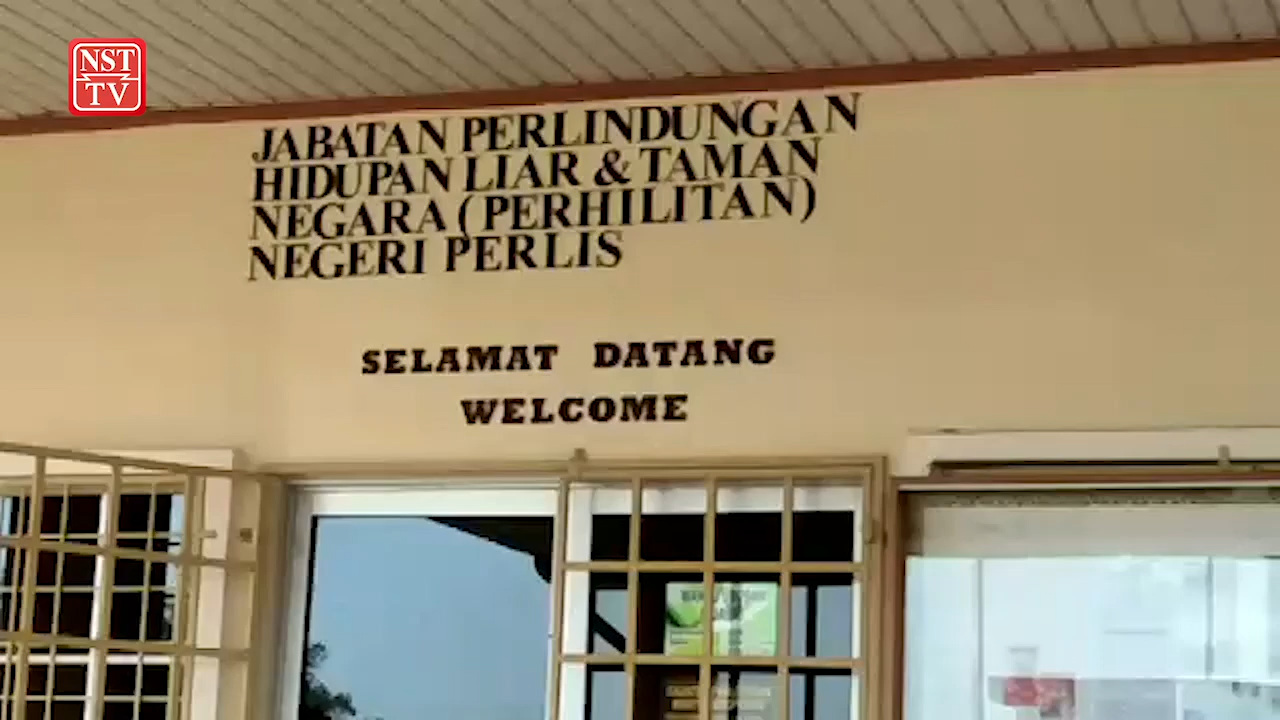 NST
TV
JABATAN PERLINDUNGAN
HIDUPAN LIAR & TAMAN
NEGARA (PERHILITAN)
NEGERI PERLIS
SELAMAT DATANG
WELCOME